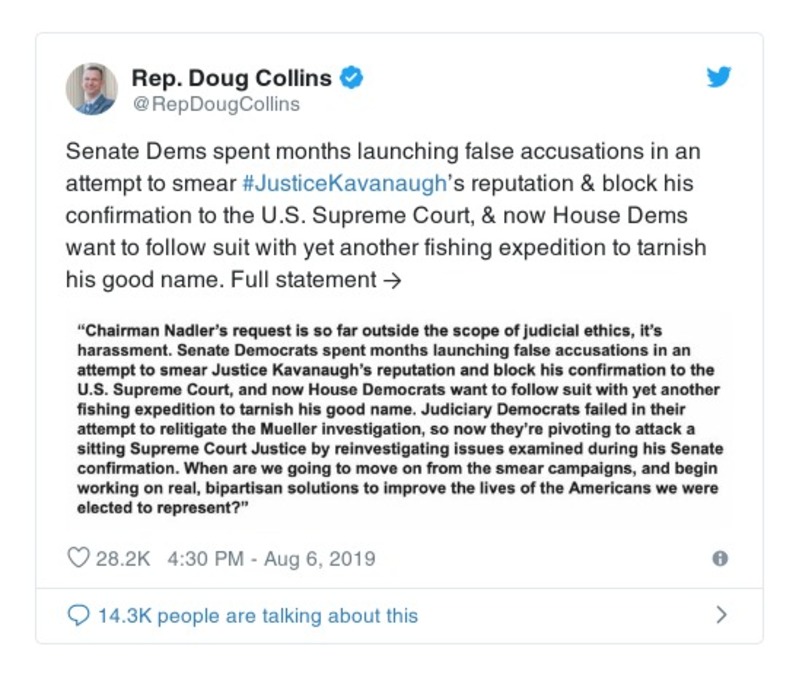 Rep. Doug Collins
@RepDougCollins
Senate Dems spent months launching false accusations in an
attempt to smear #JusticeKavanaugh's reputation & block his
confirmation to the U.S. Supreme Court, & now House Dems
want to follow suit with yet another fishing expedition to tarnish
his good name. Full statement →
“Chairman Nadler's request is so far outside the scope of judicial ethics, it's
harassment. Senate Democrats spent months launching false accusations in an
attempt to smear Justice Kavanaugh's reputation and block his confirmation to the
U.S. Supreme Court, and now House Democrats want to follow suit with yet another
fishing expedition to tarnish his good name. Judiciary Democrats failed in their
attempt to relitigate the Mueller investigation, so now they're pivoting to attack a
sitting Supreme Court Justice by reinvestigating issues examined during his Senate
confirmation. When are we going to move on from the smear campaigns, and begin
working on real, bipartisan solutions to improve the lives of the Americans we were
elected to represent?”
28.2K 4:30 PM - Aug 6, 2019
14.3K people are talking about this